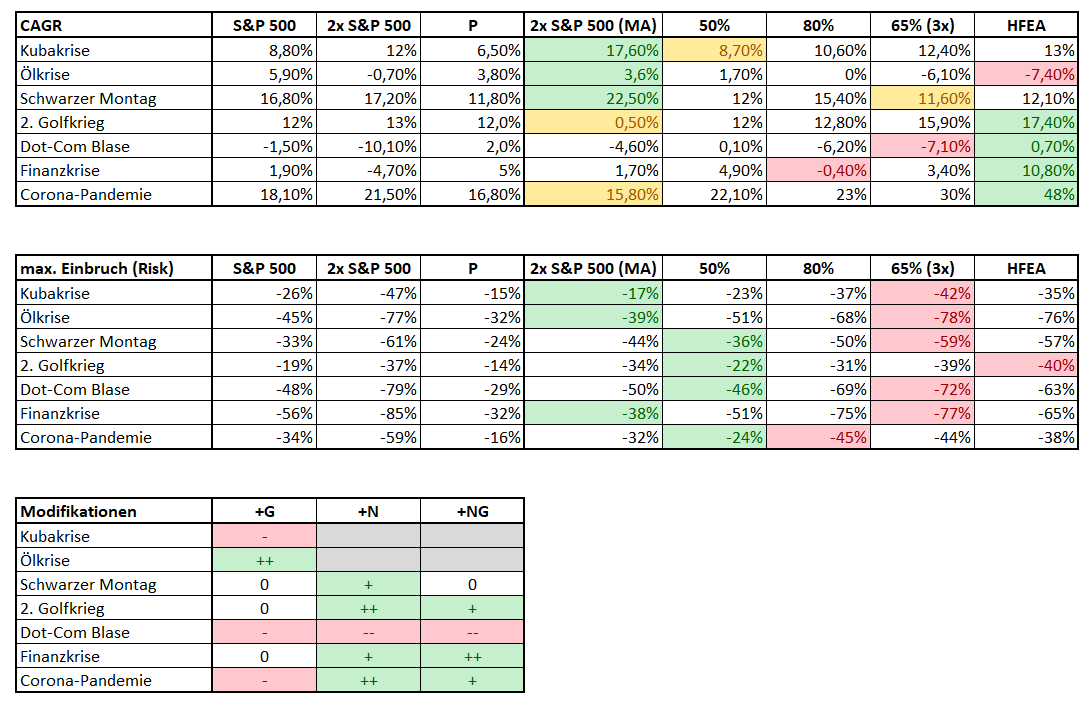 CAGR S&P 500 2x S&P 500 P 2x S&P 500 (MA) 50% 80% 65% (3x) HFEA
Kubakrise 8,80% 12% 6,50% 17,60% 8,70% 10,60% 12,40% 13%
Ölkrise 5,90% -0,70% 3,80% 3,6% 1,70% 0% -6,10% -7,40%
Schwarzer Montag 16,80% 17,20% 11,80% 22,50% 12% 15,40% 11,60% 12,10%
2. Golfkrieg 12% 13% 12,0% 0,50% 12% 12,80% 15,90% 17,40%
Dot-Com Blase -1,50% -10,10% 2,0% -4,60% 0,10% -6,20% -7,10% 0,70%
Finanzkrise 1,90% -4,70% 5% 1,70% 4,90% -0,40% 3,40% 10,80%
Corona-Pandemie 18,10% 21,50% 16,80% 15,80% 22,10% 23% 30% 48%
max. Einbruch (Risk) S&P 500 2x S&P 500 P 2x S&P 500 (MA) 50% 80% 65% (3x) HFEA
Kubakrise -26% -47% -15% -17% -23% -37% -42% -35%
Ölkrise -45% -77% -32% -39% -51% -68% -78% -76%
Schwarzer Montag -33% -61% -24% -44% -36% -50% -59% -57%
2. Golfkrieg -19% -37% -14% -34% -22% -31% -39% -40%
Dot-Com Blase -48% -79% -29% -50% -46% -69% -72% -63%
Finanzkrise -56% -85% -32% -38% -51% -75% -77% -65%
Corona-Pandemie -34% -59% -16% -32% -24% -45% -44% -38%
Modifikationen +G +N +NG
Kubakrise -
Ölkrise ++
Schwarzer Montag 0 + 0
2. Golfkrieg 0 ++ +
Dot-Com Blase - -- --
Finanzkrise 0 + ++
Corona-Pandemie - ++ +